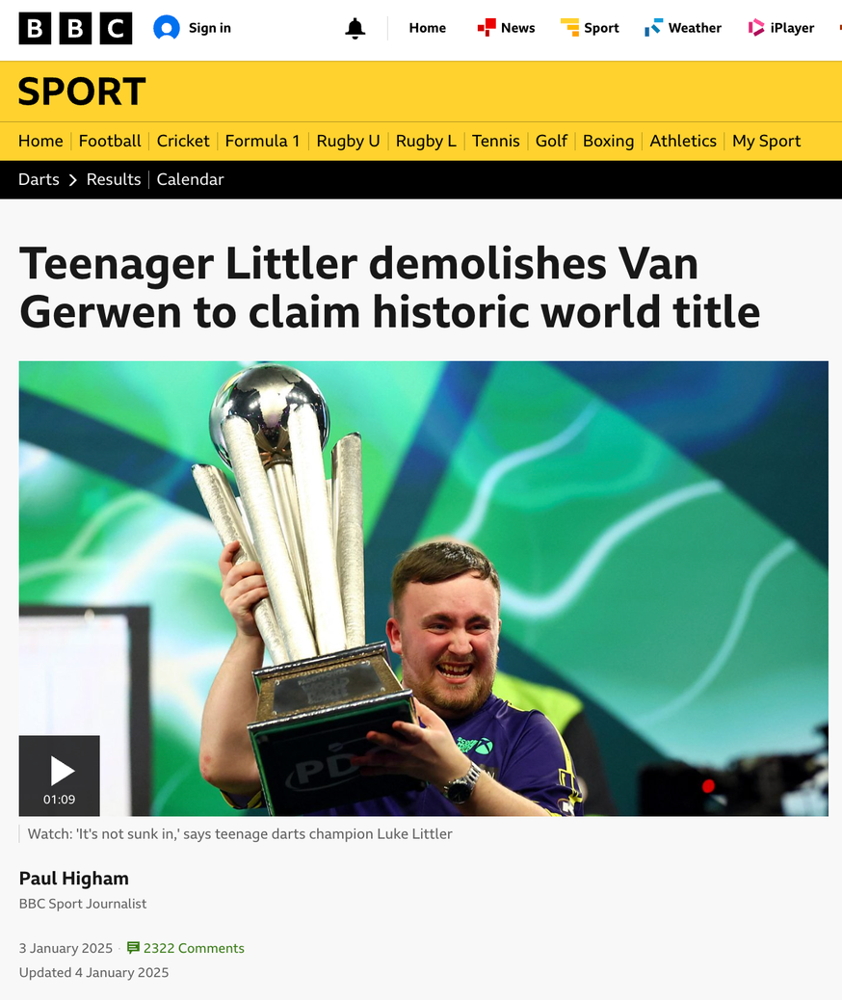 BBC Sign in Home News Sport Weather iPlayer
SPORT
Home Football Cricket Formula 1 Rugby U Rugby L Tennis Golf Boxing Athletics My Sport
Darts Results Calendar
Teenager Littler demolishes Van
Gerwen to claim historic world title
PD
01:09
Watch: 'It's not sunk in,' says teenage darts champion Luke Littler
Paul Higham
BBC Sport Journalist
3 January 2025 · 2322 Comments
Updated 4 January 2025